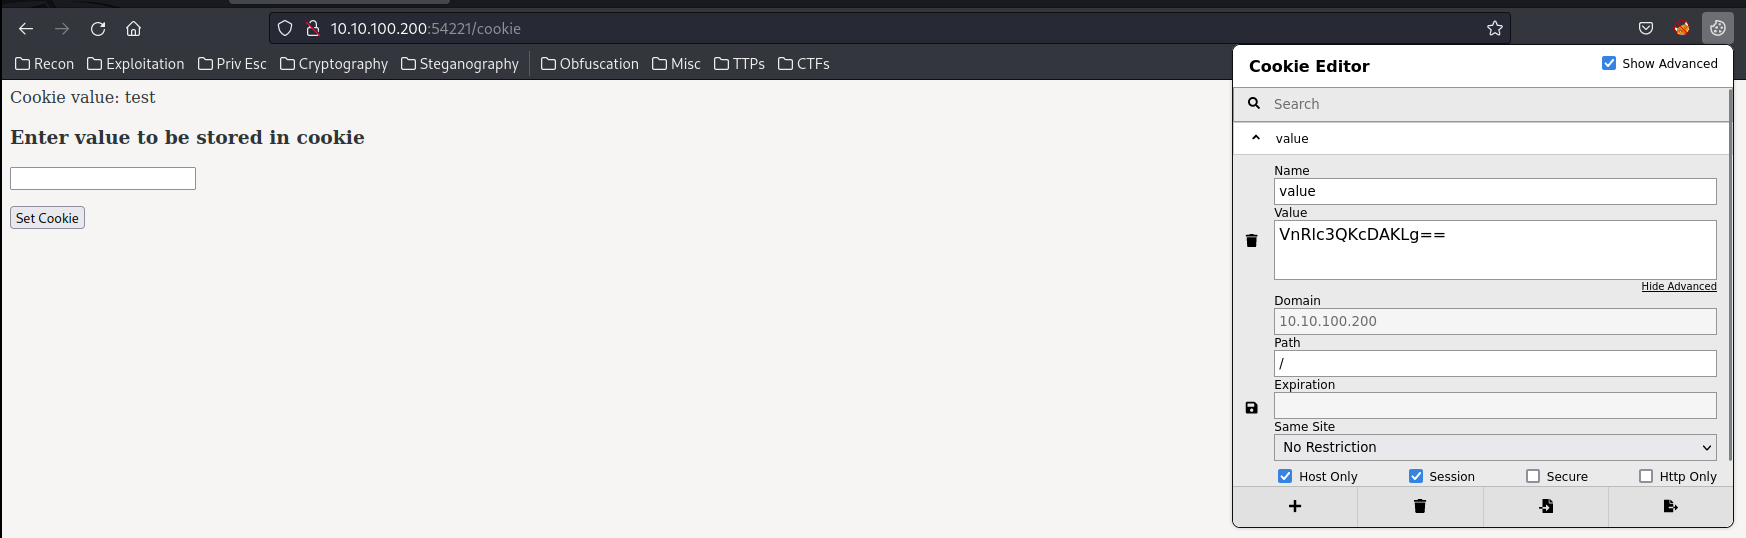 10.10.100.200:54221/cookie
Recon Exploitation Priv Esc Cryptography Steganography Obfuscation Misc TTPs CTFs
Cookie value: test
Enter value to be stored in cookie
Set Cookie
Cookie Editor Show Advanced
Search
value
Name
value
Value
VnRlc3QKcDAKLg==
Hide Advanced
Domain
10.10.100.200
Path
/
Expiration
Same Site
No Restriction
Host Only Session Secure Http Only